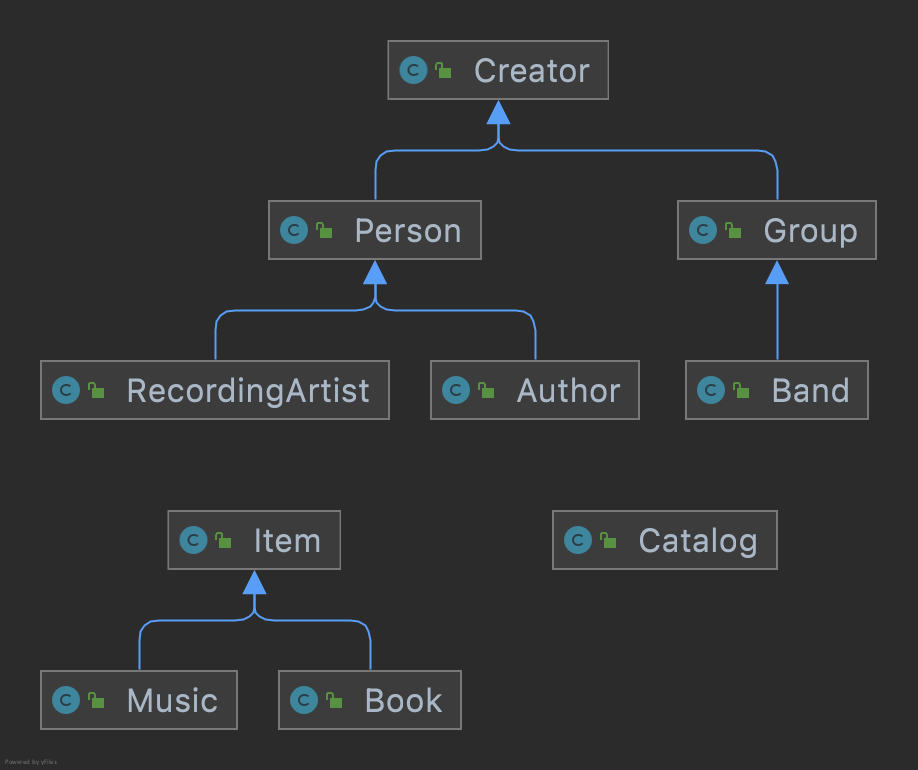 C Creator
C Person
C Group
C RecordingArtist
C Author
C Band
C Item
C Catalog
C Music
C Book
Powered by yFiles